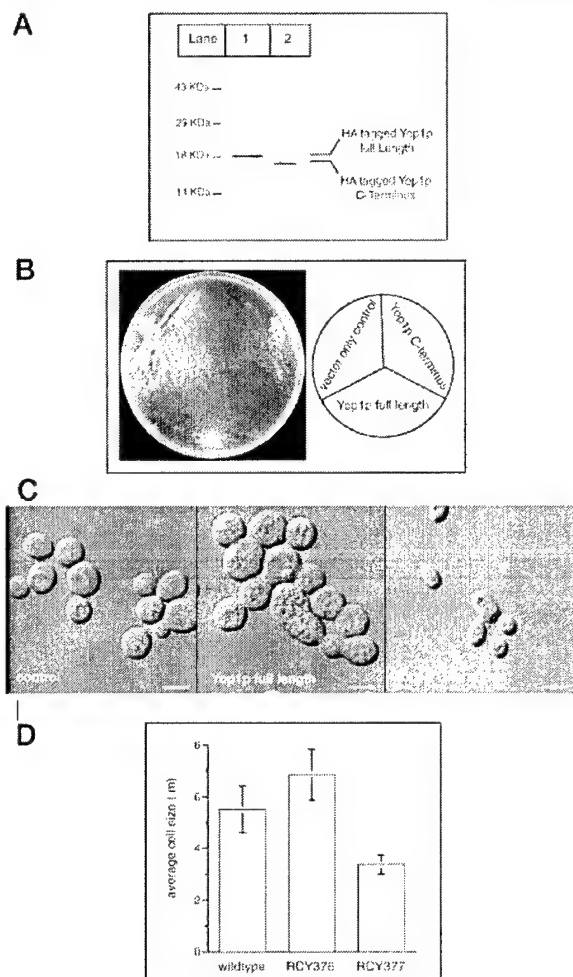 A
Lane 1 2
43 KDa
29 KDa
18 KDa
11 KDa
HA tagged Yop1p
full Length
HA tagged Yop1p
C-Terminus
B
vector only control
Yop1p C-terminus
Yop1p full length
C
control
Yop1p full length
D
average cell size ( m)
8
6
4
2
0
wildtype RCY376 RCY377